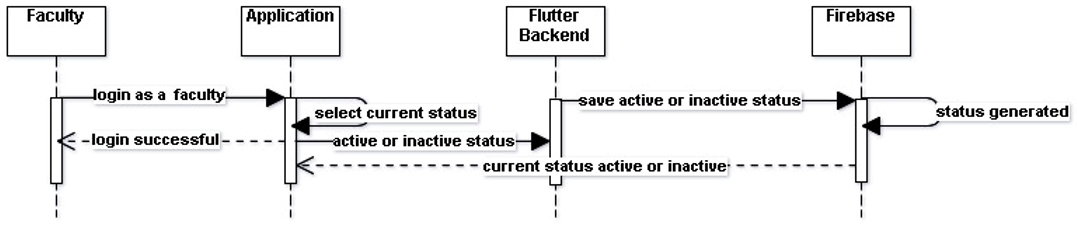 Faculty
Application
Flutter
Backend
Firebase
login as a faculty
select current status
save active or inactive status
status generated
login successful
active or inactive status
current status active or inactive